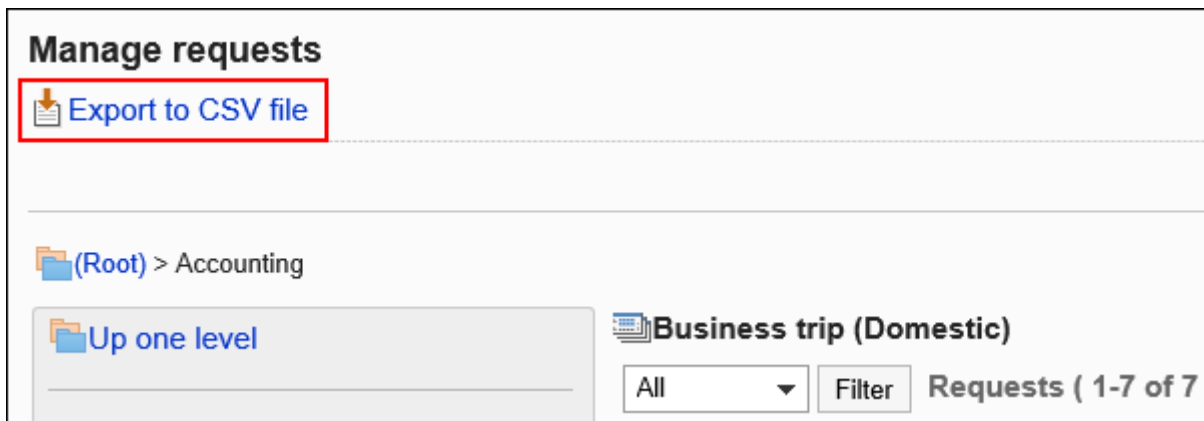 Manage requests
Export to CSV file
(Root) > Accounting
Up one level
Business trip (Domestic)
All Filter Requests ( 1-7 of 7